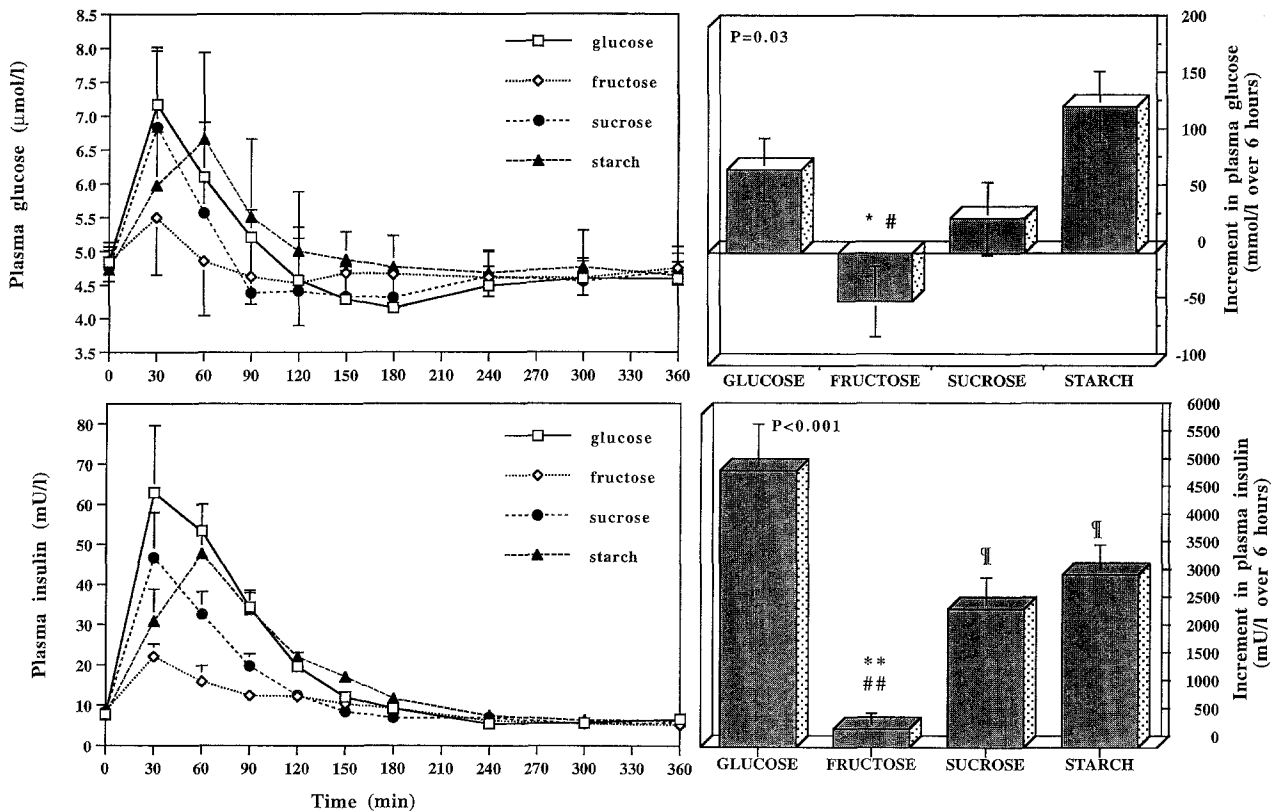 8.5
8.0
7.5
7.0
6.5
6.0
5.5
5.0
4.5
4.0
3.5
Plasma glucose (µmol/l)
glucose
fructose
sucrose
starch
0 30 60 90 120 150 180 210 240 270 300 330 360
P=0.03
* #
200
150
100
50
0
-50
-100
Increment in plasma glucose
(mmol/l over 6 hours)
GLUCOSE FRUCTOSE SUCROSE STARCH
80
70
60
50
40
30
20
10
0
Plasma insulin (mU/l)
glucose
fructose
sucrose
starch
0 30 60 90 120 150 180 210 240 270 300 330 360
Time (min)
P<0.001
**
##
¶
¶
6000
5500
5000
4500
4000
3500
3000
2500
2000
1500
1000
500
0
Increment in plasma insulin
(mU/l over 6 hours)
GLUCOSE FRUCTOSE SUCROSE STARCH